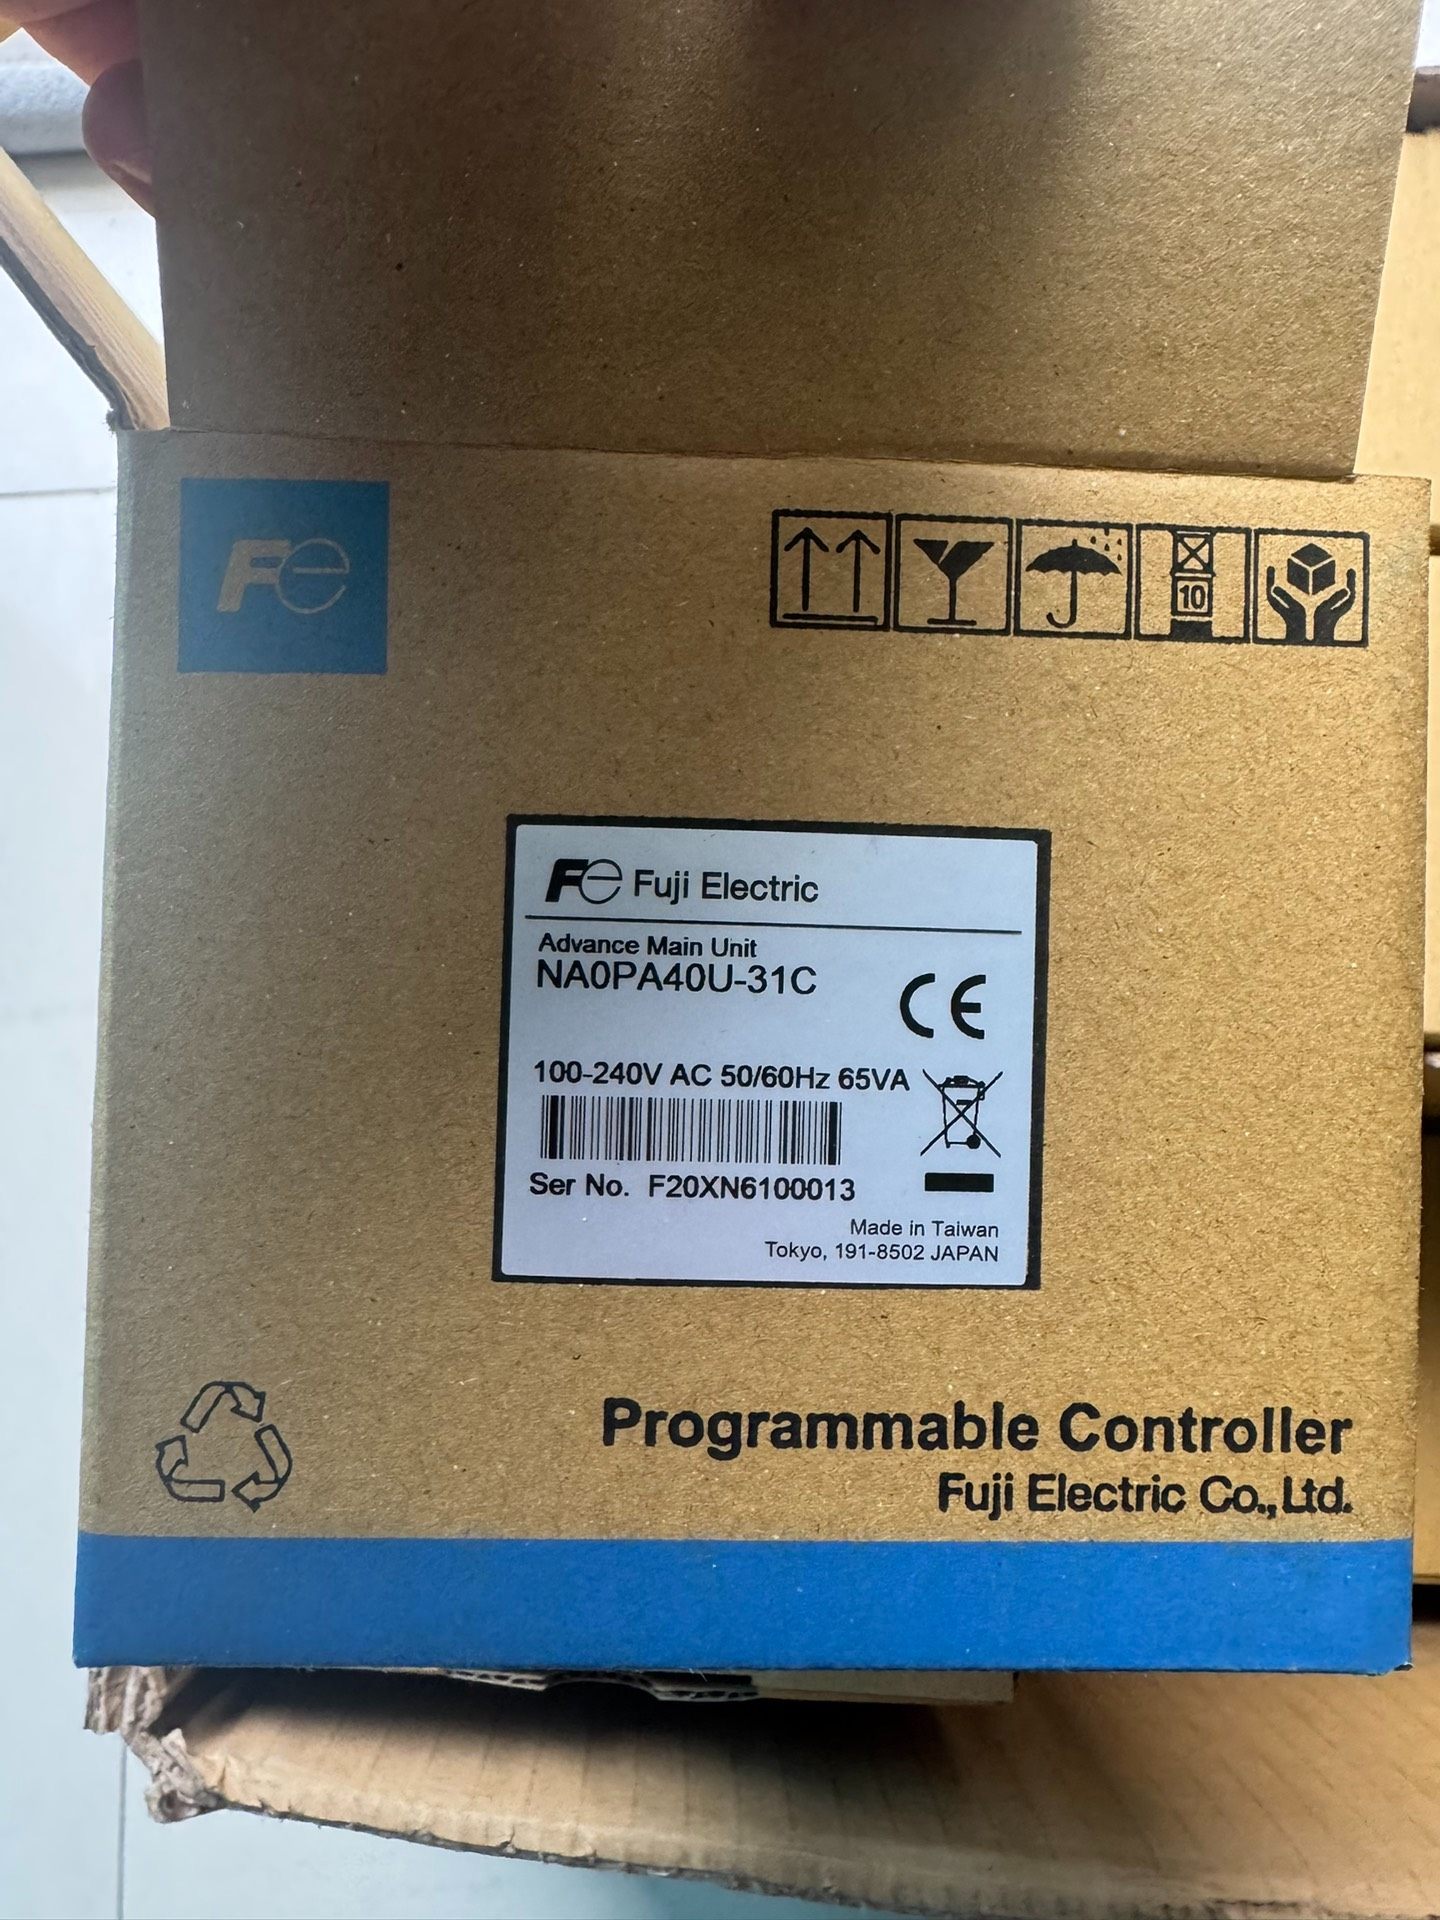 Fe
10
Fe Fuji Electric
Advance Main Unit
NA0PA40U-31C
CE
100-240V AC 50/60Hz 65VA
Ser No. F20XN6100013
Made in Taiwan
Tokyo, 191-8502 JAPAN
Programmable Controller
Fuji Electric Co.,Ltd.